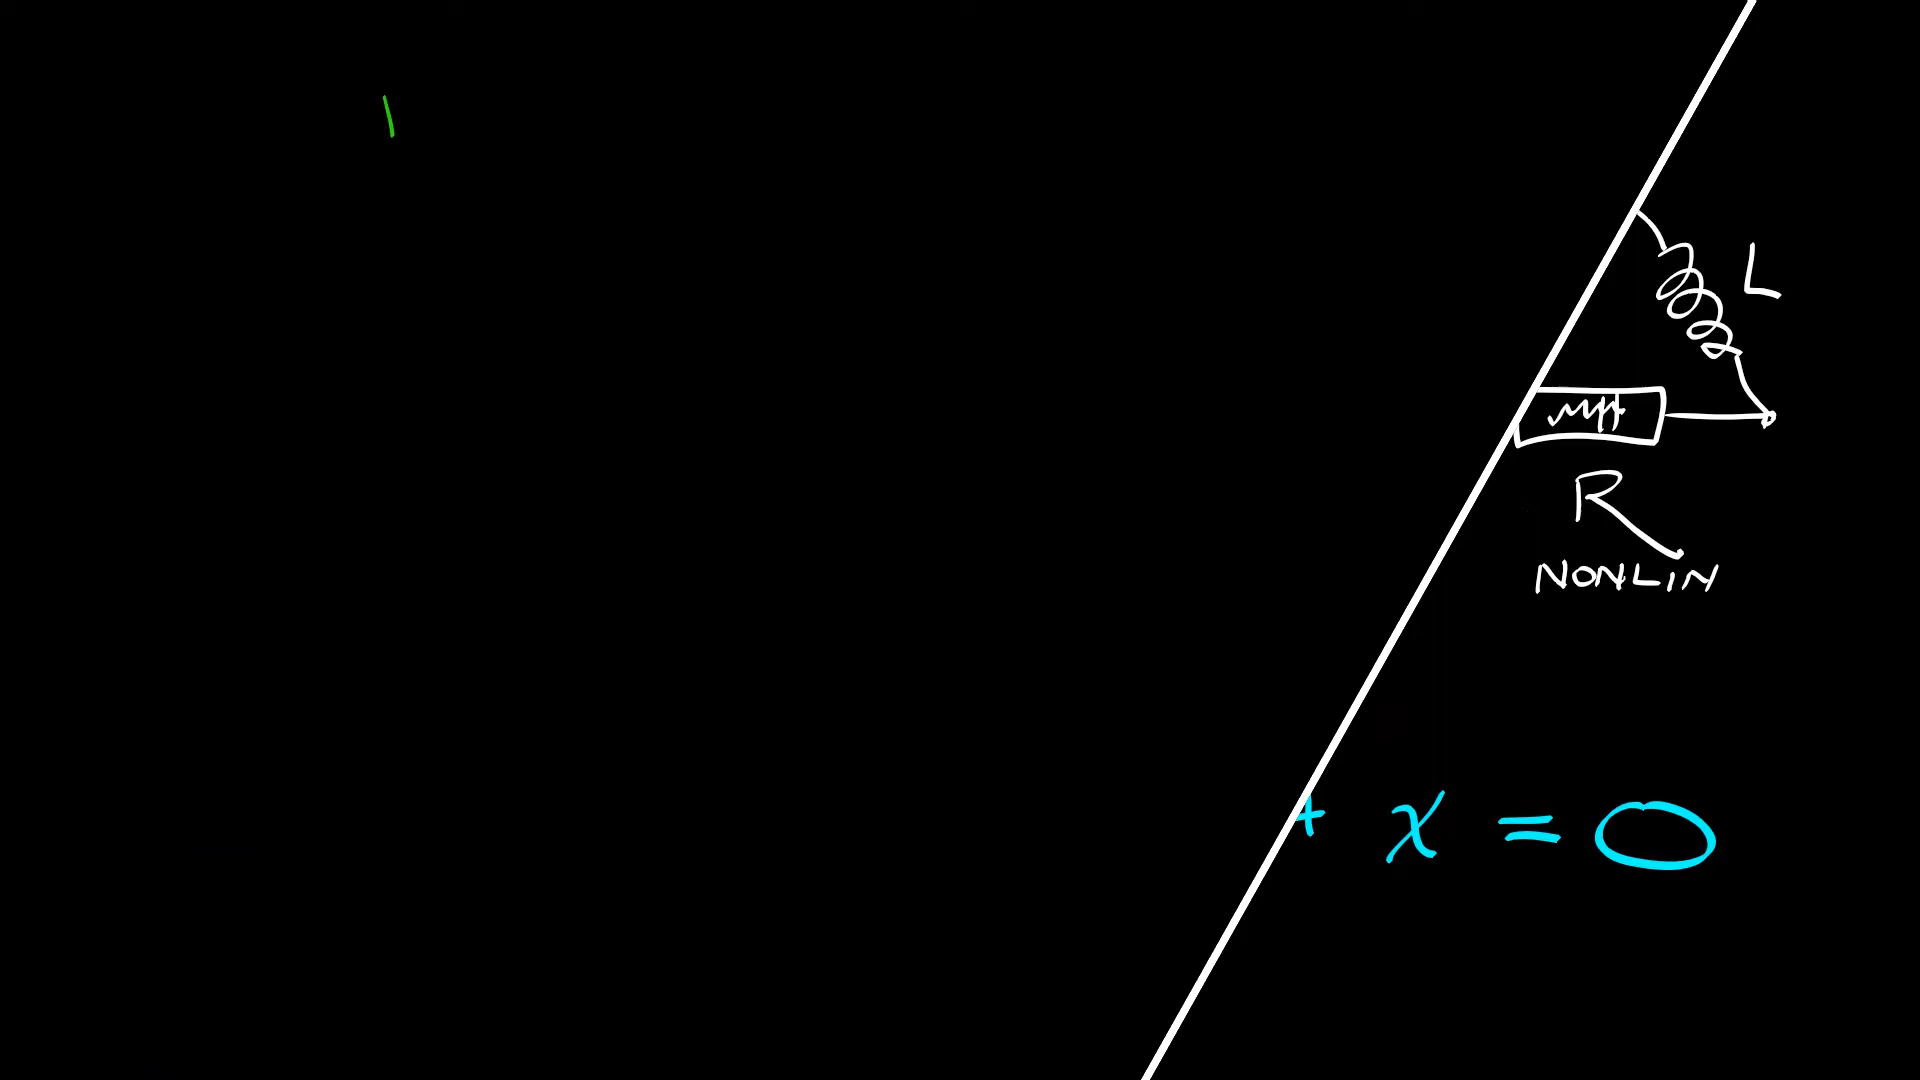 L
R
NONLIN
+ x = 0